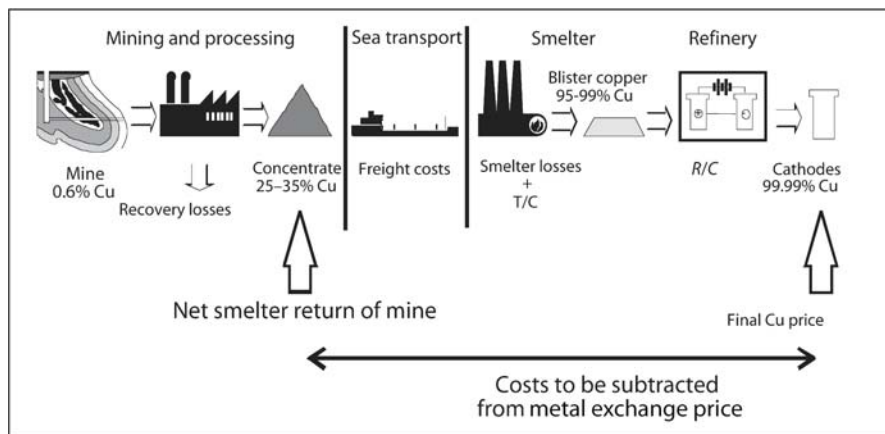 Mining and processing
Sea transport
Smelter
Refinery
Blister copper
95-99% Cu
Mine
0.6% Cu
Recovery losses
Concentrate
25–35% Cu
Freight costs
Smelter losses
+
T/C
R/C
Cathodes
99.99% Cu
Net smelter return of mine
Final Cu price
Costs to be subtracted
from metal exchange price